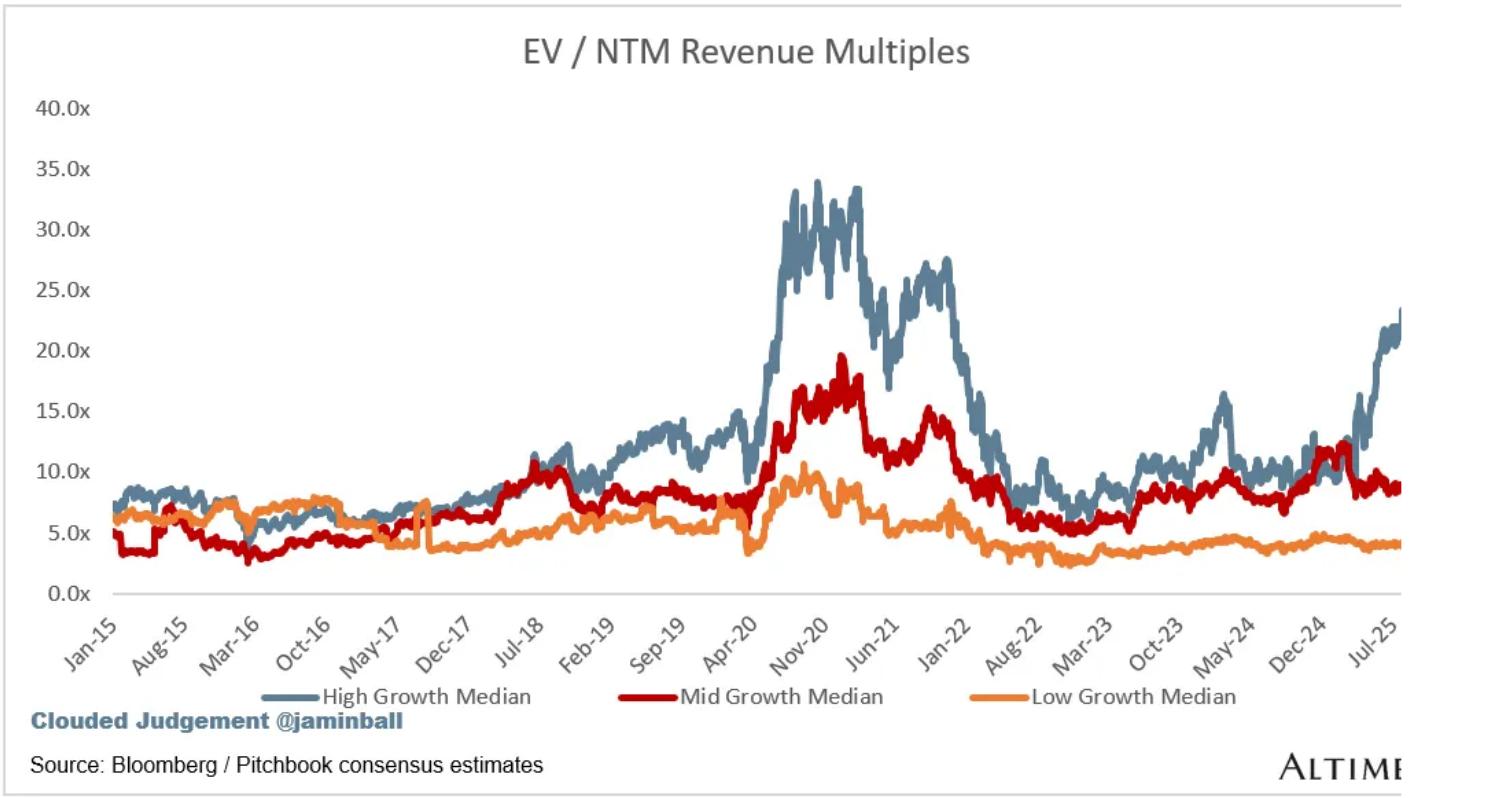 EV / NTM Revenue Multiples
40.0x
35.0x
30.0x
25.0x
20.0x
15.0x
10.0x
5.0x
0.0x
Jan-15 Aug-15 Mar-16 Oct-16 May-17 Dec-17 Jul-18 Feb-19 Sep-19 Apr-20 Nov-20 Jun-21 Jan-22 Aug-22 Mar-23 Oct-23 May-24 Dec-24 Jul-25
High Growth Median Mid Growth Median Low Growth Median
Clouded Judgement @jaminball
Source: Bloomberg / Pitchbook consensus estimates
ALTIME